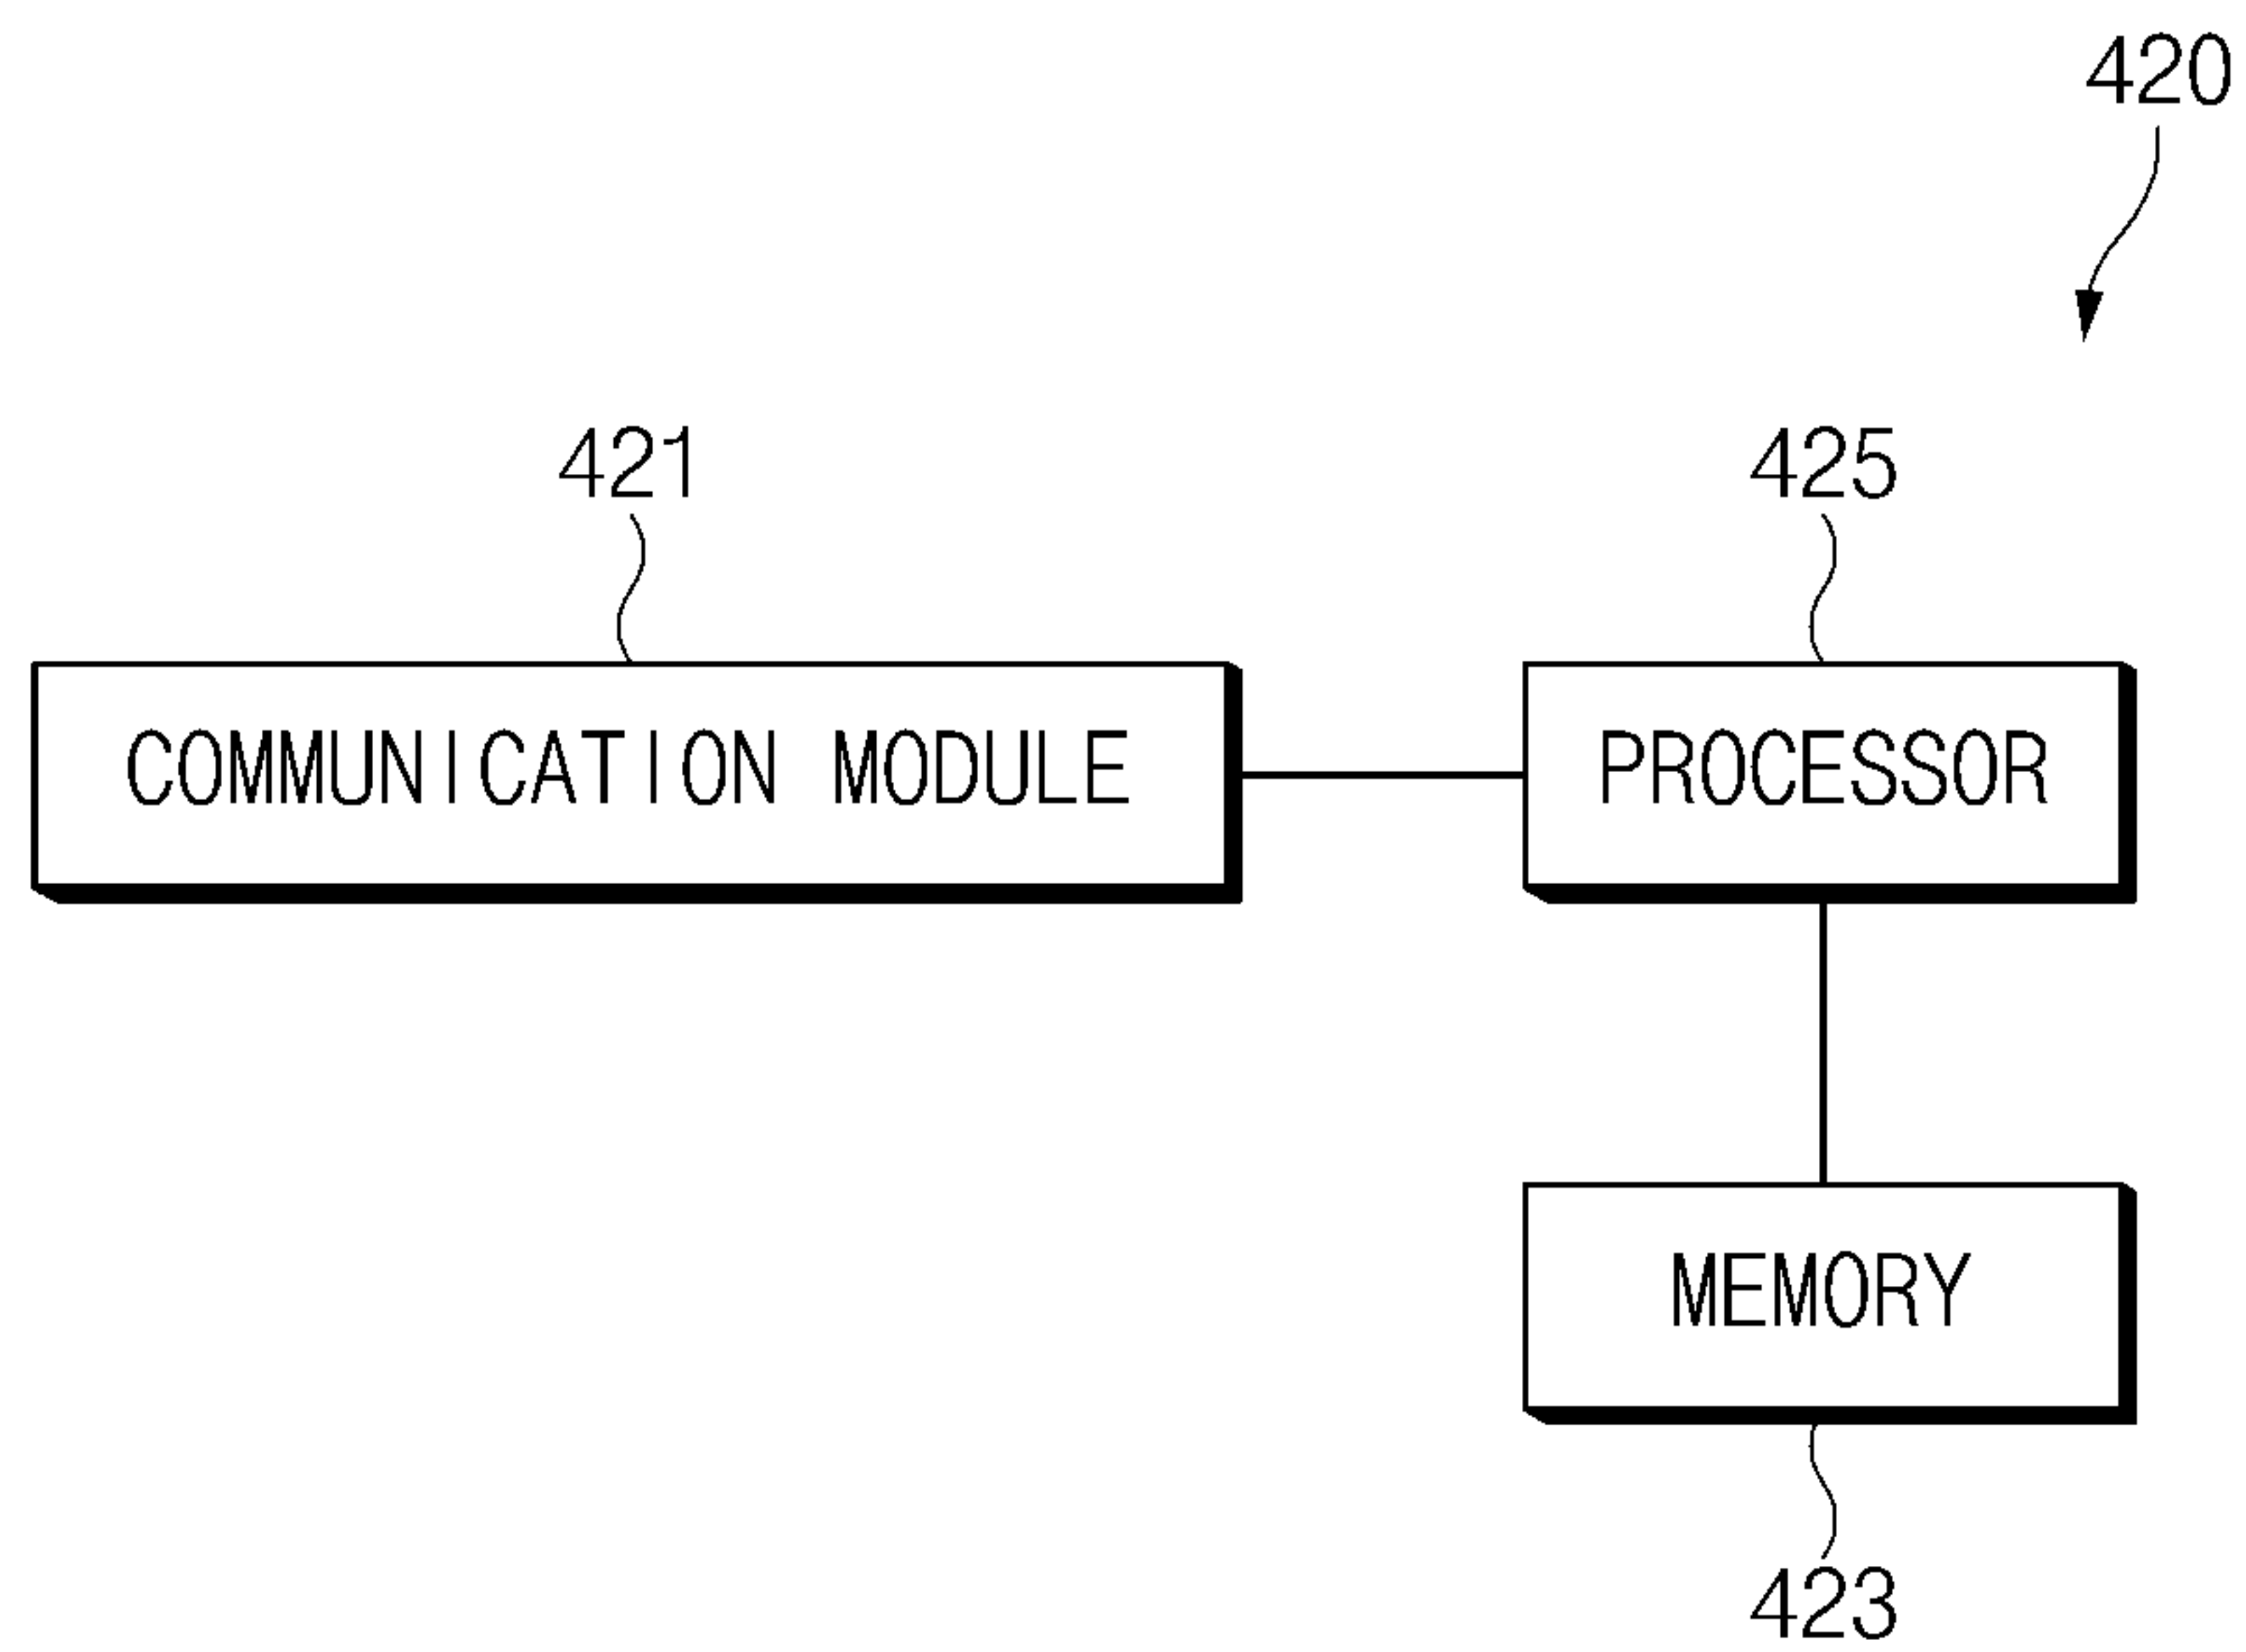 420
421
425
COMMUNICATION MODULE
PROCESSOR
MEMORY
423